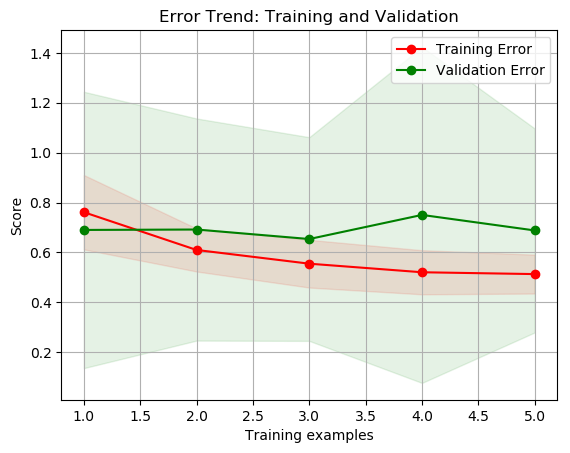 Error Trend: Training and Validation
Training Error
Validation Error
1.4
1.2
1.0
0.8
0.6
0.4
0.2
Score
1.0 1.5 2.0 2.5 3.0 3.5 4.0 4.5 5.0
Training examples